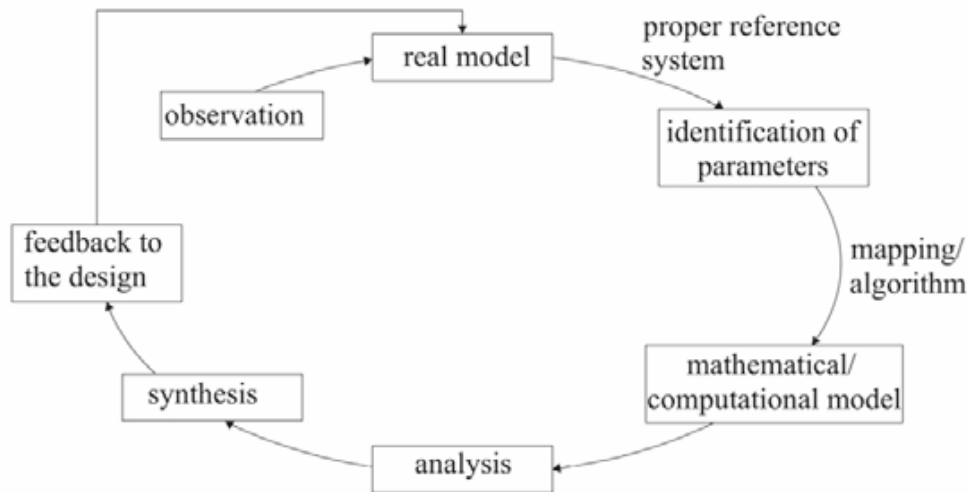 real model
proper reference
system
observation
identification of
parameters
feedback to
the design
mapping/
algorithm
mathematical/
computational model
synthesis
analysis